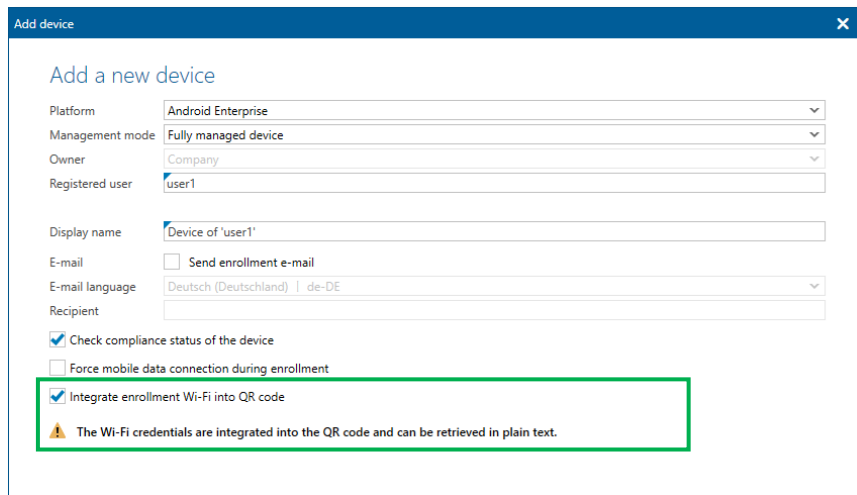 Add device
Add a new device
Platform Android Enterprise
Management mode Fully managed device
Owner Company
Registered user user1
Display name Device of 'user1'
E-mail Send enrollment e-mail
E-mail language Deutsch (Deutschland) | de-DE
Recipient
Check compliance status of the device
Force mobile data connection during enrollment
Integrate enrollment Wi-Fi into QR code
The Wi-Fi credentials are integrated into the QR code and can be retrieved in plain text.